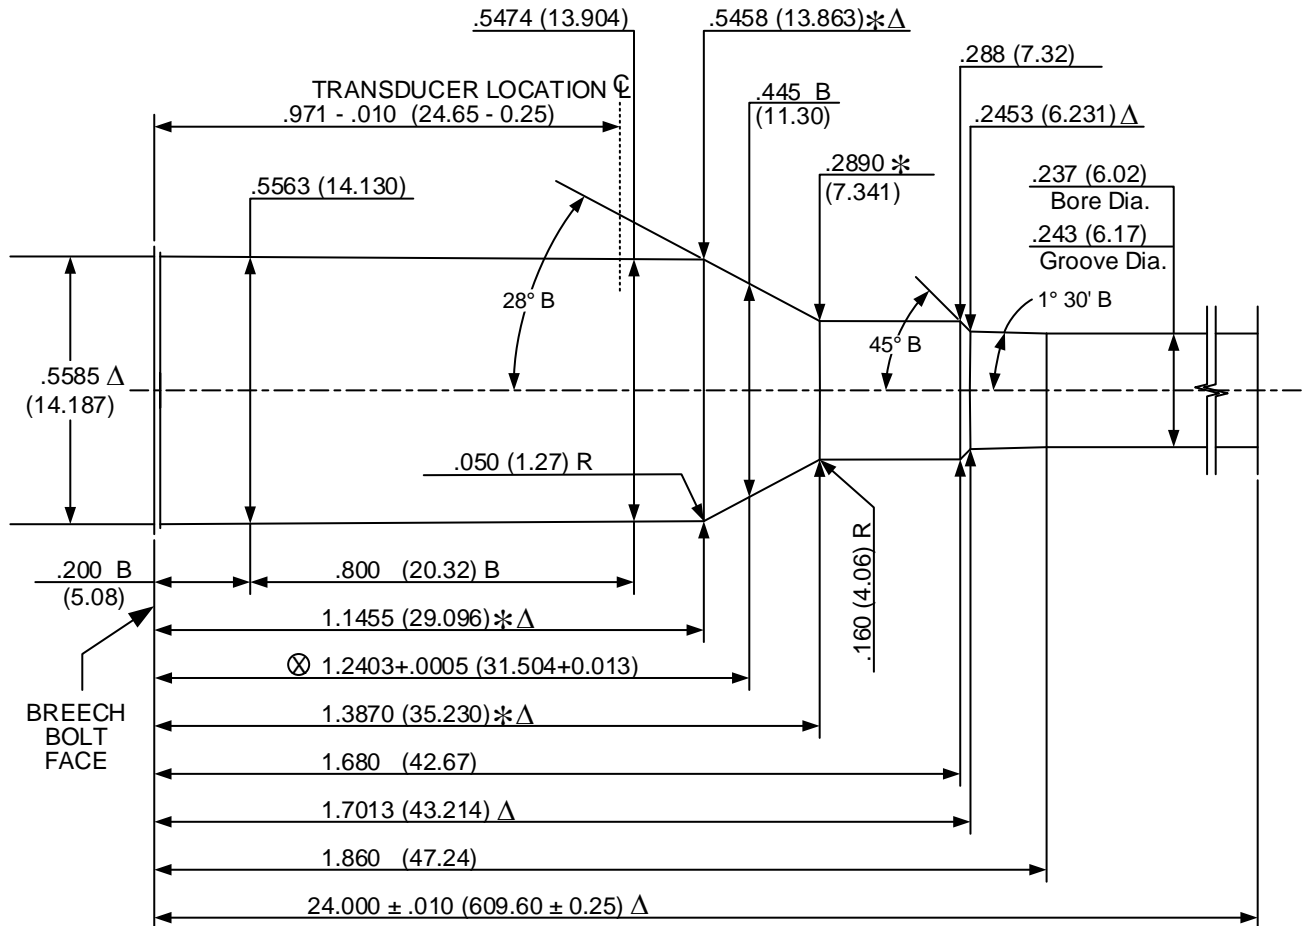 .5474 (13.904)
.5458 (13.863)✻Δ
.288 (7.32)
TRANSDUCER LOCATION ℄
.971 - .010 (24.65 - 0.25)
.445 B
(11.30)
.2453 (6.231) Δ
.5563 (14.130)
.2890 ✻
(7.341)
.237 (6.02)
Bore Dia.
.243 (6.17)
Groove Dia.
28° B
1° 30' B
45° B
.5585 Δ
(14.187)
.050 (1.27) R
.160 (4.06) R
.200 B
(5.08)
.800 (20.32) B
1.1455 (29.096)✻Δ
⊗ 1.2403+.0005 (31.504+0.013)
BREECH
BOLT
FACE
1.3870 (35.230)✻Δ
1.680 (42.67)
1.7013 (43.214) Δ
1.860 (47.24)
24.000 ± .010 (609.60 ± 0.25) Δ